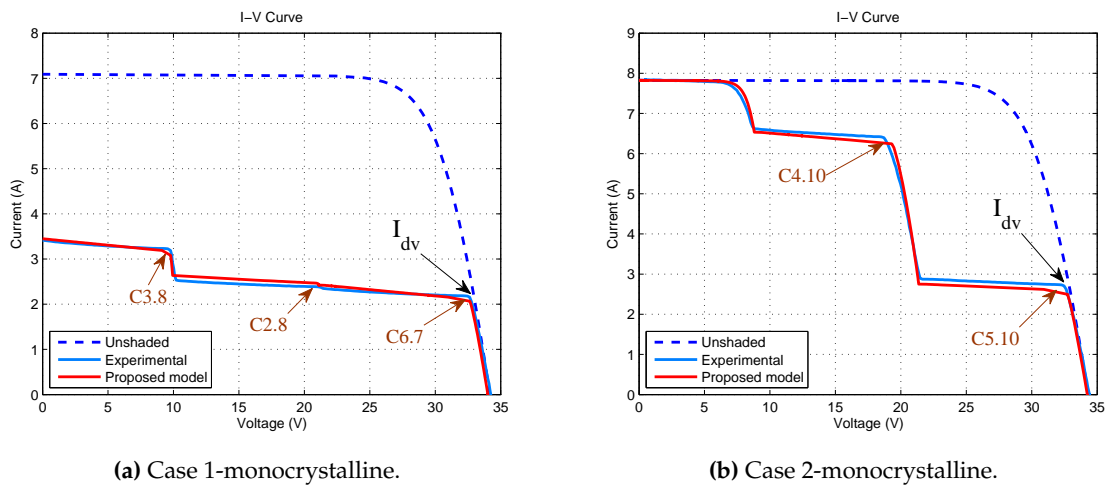 I−V Curve
8
7
6
5
4
3
2
1
0
Current (A)
I_dv
C3.8
C2.8
C6.7
Unshaded
Experimental
Proposed model
0 5 10 15 20 25 30 35
Voltage (V)
(a) Case 1-monocrystalline.
I−V Curve
9
8
7
6
5
4
3
2
1
0
Current (A)
C4.10
I_dv
C5.10
Unshaded
Experimental
Proposed model
0 5 10 15 20 25 30 35
Voltage (V)
(b) Case 2-monocrystalline.